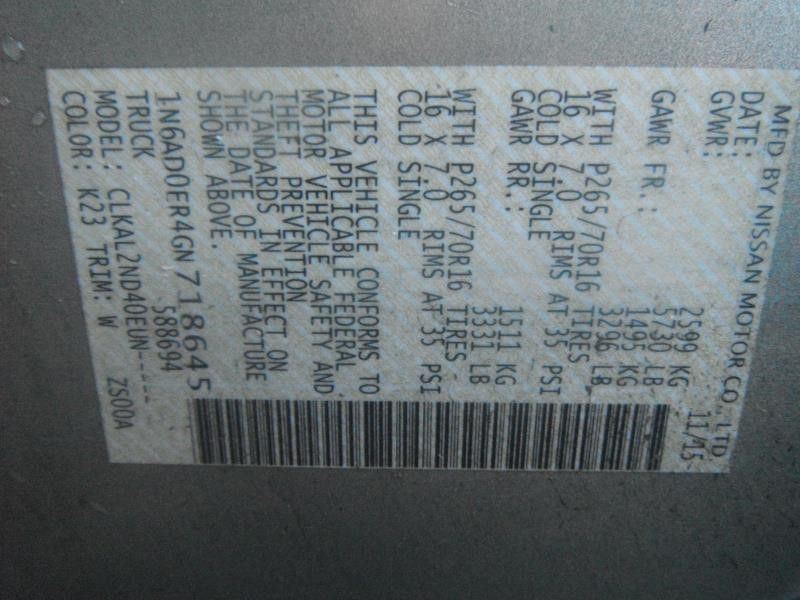 MFD BY NISSAN MOTOR CO., LTD.
DATE: 11/15
GVWR: 2599 KG
5730 LB
GAWR FR.: 1495 KG
3296 LB
WITH P265/70R16 TIRES
16 X 7.0 RIMS AT 35 PSI
COLD SINGLE
GAWR RR.: 1511 KG
3331 LB
WITH P265/70R16 TIRES
16 X 7.0 RIMS AT 35 PSI
COLD SINGLE
THIS VEHICLE CONFORMS TO
ALL APPLICABLE FEDERAL
MOTOR VEHICLE SAFETY AND
THEFT PREVENTION
STANDARDS IN EFFECT ON
THE DATE OF MANUFACTURE
SHOWN ABOVE.
1N6AD0ER4GN718645
TRUCK 588694
MODEL: CLKAL2ND40EUN-----
COLOR: K23 TRIM: W ZS00A